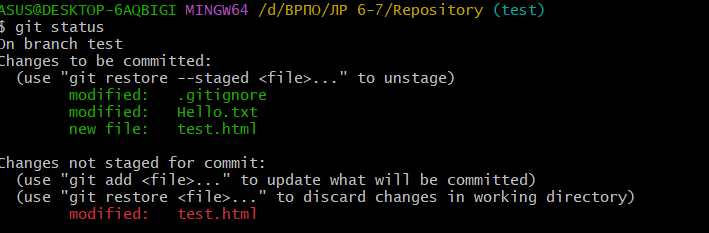 ASUS@DESKTOP-6AQBIGI MINGW64 /d/ВРПО/ЛР 6-7/Repository (test)
$ git status
On branch test
Changes to be committed:
  (use "git restore --staged <file>..." to unstage)
        modified:   .gitignore
        modified:   Hello.txt
        new file:   test.html

Changes not staged for commit:
  (use "git add <file>..." to update what will be committed)
  (use "git restore <file>..." to discard changes in working directory)
        modified:   test.html